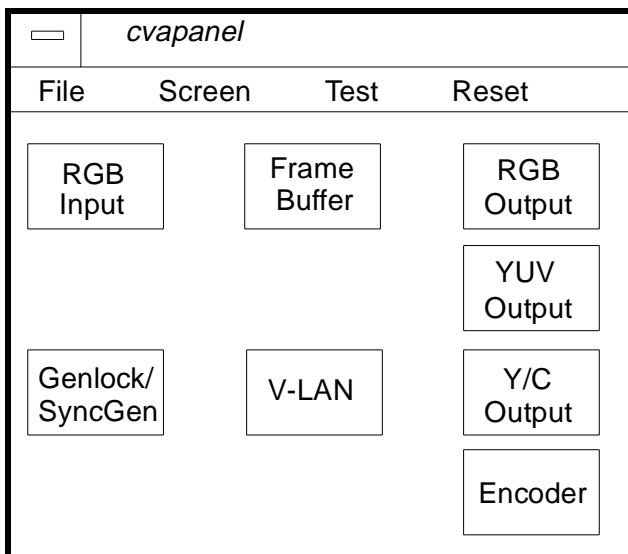 cvapanel
File Screen Test Reset
RGB
Input
Frame
Buffer
RGB
Output
YUV
Output
Genlock/
SyncGen
V-LAN
Y/C
Output
Encoder